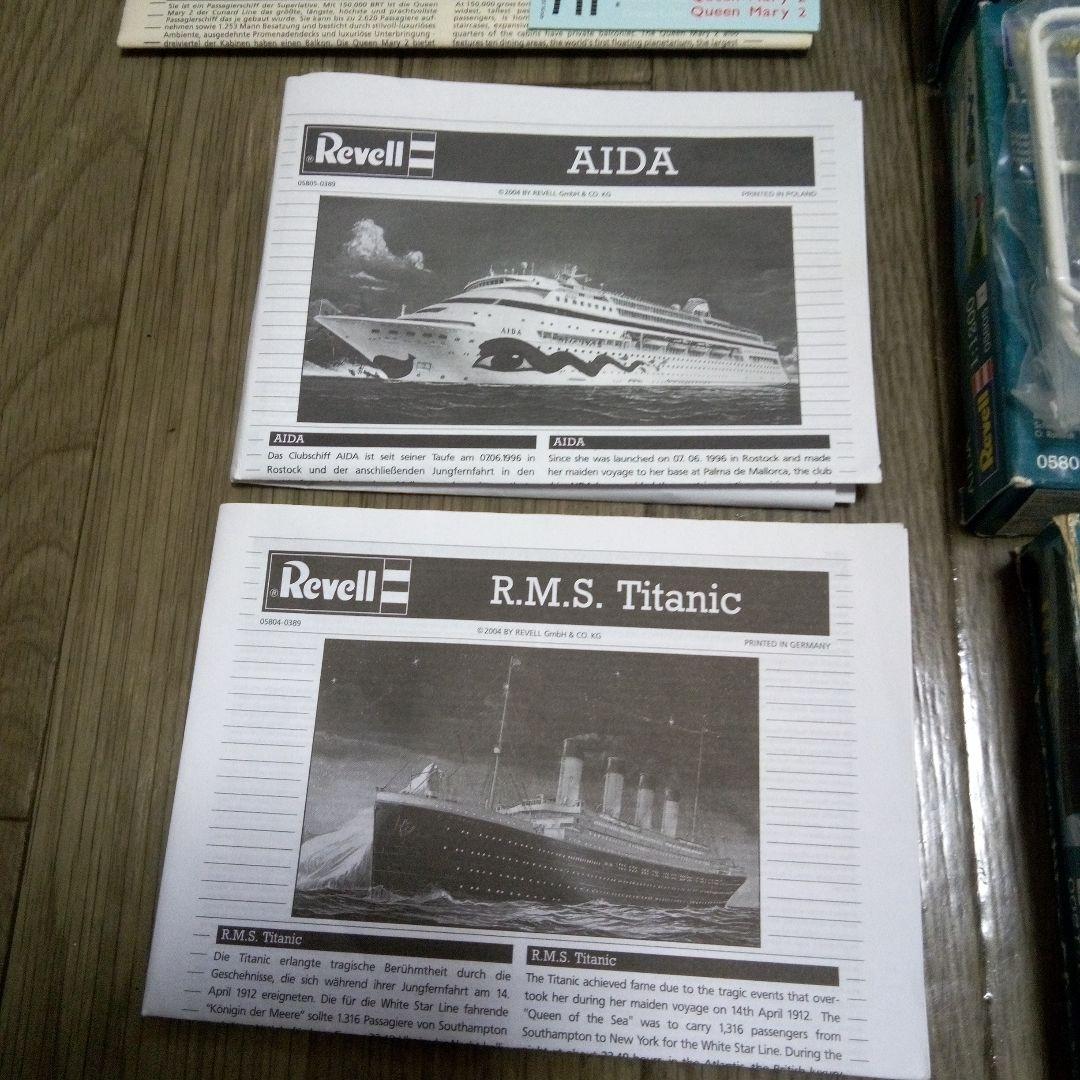 Sie ist ein Passagierschiff der Superlative. Mit 150.000 BRT ist die Queen
Mary 2 der Cunard Line das größte, längste, höchste und prachtvollste
Passagierschiff das je gebaut wurde. Sie kann bis zu 2.620 Passagiere auf-
nehmen sowie 1.253 Mann Besatzung und besticht durch stilvoll-luxuriöses
Ambiente, ausgedehnte Promenadendecks und luxuriöse Unterbringung -
dreiviertel der Kabinen haben einen Balkon. Die Queen Mary 2 bietet
At 150,000 gross
widest, tallest
passengers, is
staircases,
quarters of the cabins have private balconies. The Queen Mary 2 also
features ten dining areas, the world's first floating planetarium, the largest
Queen Mary 2
Queen Mary 2
Revell
AIDA
05805-0389
© 2004 BY REVELL GmbH & CO. KG
PRINTED IN POLAND
AIDA
AIDA
Das Clubschiff AIDA ist seit seiner Taufe am 07.06.1996 in
Rostock und der anschließenden Jungfernfahrt in den
AIDA
Since she was launched on 07. 06. 1996 in Rostock and made
her maiden voyage to her base at Palma de Mallorca, the club
Revell
R.M.S. Titanic
05804-0389
© 2004 BY REVELL GmbH & CO. KG
PRINTED IN GERMANY
R.M.S. Titanic
Die Titanic erlangte tragische Berühmtheit durch die
Geschehnisse, die sich während ihrer Jungfernfahrt am 14.
April 1912 ereigneten. Die für die White Star Line fahrende
"Königin der Meere" sollte 1.316 Passagiere von Southampton
R.M.S. Titanic
The Titanic achieved fame due to the tragic events that over-
took her during her maiden voyage on 14th April 1912. The
"Queen of the Sea" was to carry 1,316 passengers from
Southampton to New York for the White Star Line. During the
Revell
1:1200
0580